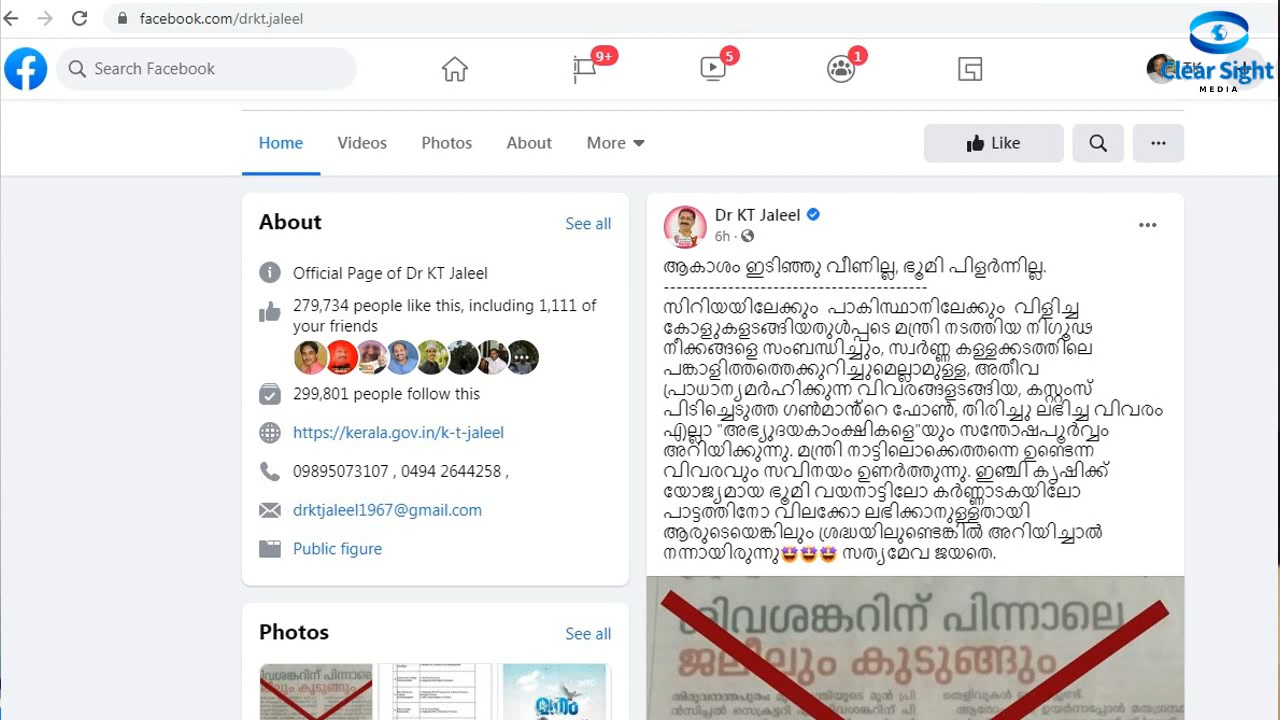 facebook.com/drkt.jaleel
Clear Sight
MEDIA
Search Facebook
9+
5
1
Home Videos Photos About More
Like
About See all
Official Page of Dr KT Jaleel
279,734 people like this, including 1,111 of
your friends
299,801 people follow this
https://kerala.gov.in/k-t-jaleel
09895073107 , 0494 2644258 ,
drktjaleel1967@gmail.com
Public figure
Photos See all
വശങ്കറിന് പിന്നാലെ
Dr KT Jaleel
6h ·
ആകാശം ഇടിഞ്ഞു വീണില്ല, ഭൂമി പിളർന്നില്ല.
-----------------------------------------
സിറിയയിലേക്കും പാകിസ്ഥാനിലേക്കും വിളിച്ച
കോളുകളടങ്ങിയതുൾപ്പടെ മന്ത്രി നടത്തിയ നിഗൂഢ
നീക്കങ്ങളെ സംബന്ധിച്ചും, സ്വർണ്ണ കള്ളക്കടത്തിലെ
പങ്കാളിത്തത്തെക്കുറിച്ചുമെല്ലാമുള്ള, അതീവ
പ്രാധാന്യമർഹിക്കുന്ന വിവരങ്ങളടങ്ങിയ, കസ്റ്റംസ്
പിടിച്ചെടുത്ത ഗൺമാൻ്റെ ഫോൺ, തിരിച്ചു ലഭിച്ച വിവരം
എല്ലാ "അഭ്യുദയകാംക്ഷികളെ"യും സന്തോഷപൂർവ്വം
അറിയിക്കുന്നു. മന്ത്രി നാട്ടിലൊക്കെത്തന്നെ ഉണ്ടെന്ന
വിവരവും സവിനയം ഉണർത്തുന്നു. ഇഞ്ചി കൃഷിക്ക്
യോജ്യമായ ഭൂമി വയനാട്ടിലോ കർണ്ണാടകയിലോ
പാട്ടത്തിനോ വിലക്കോ ലഭിക്കാനുള്ളതായി
ആരുടെയെങ്കിലും ശ്രദ്ധയിലുണ്ടെങ്കിൽ അറിയിച്ചാൽ
നന്നായിരുന്നു🤩🤩🤩 സത്യമേവ ജയതെ.
ശിവശങ്കറിന് പിന്നാലെ
ജലീലും കുടുങ്ങും